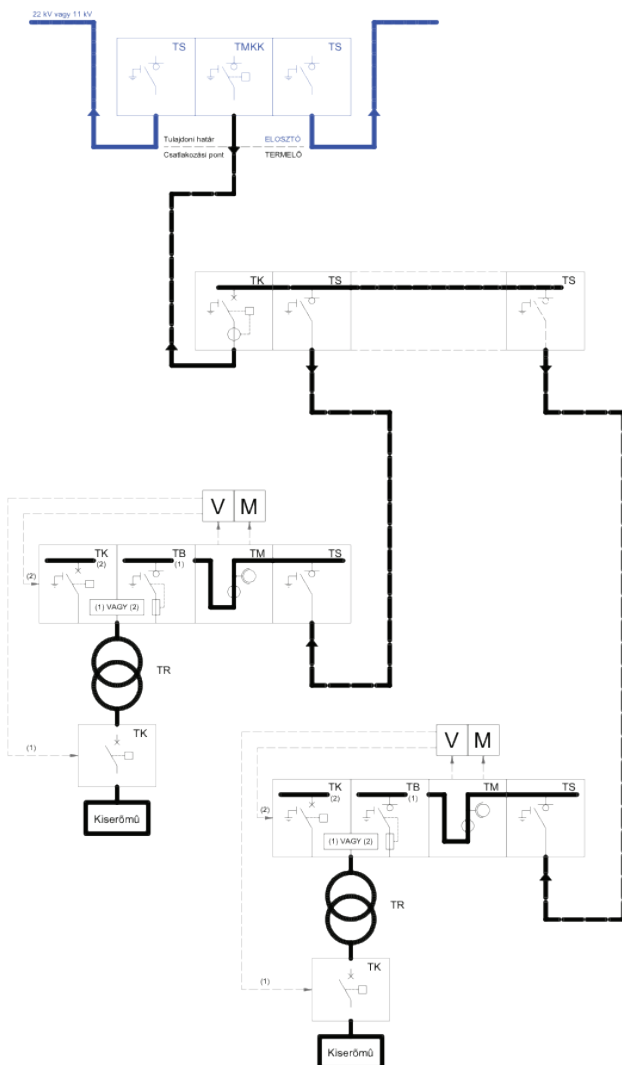 22 kV vagy 11 kV
TS
TMKK
TS
Tulajdoni határ
ELOSZTÓ
Csatlakozási pont
TERMELŐ
TK
TS
TS
V
M
TK
(2)
TB
(1)
TM
TS
(2)
(1) VAGY (2)
TR
TK
(1)
Kiserőmű
V
M
TK
(2)
TB
(1)
TM
TS
(2)
(1) VAGY (2)
TR
TK
(1)
Kiserőmű